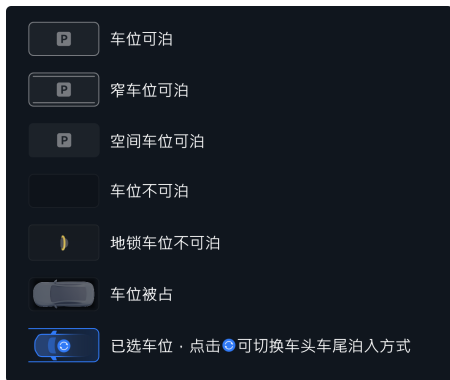 P 车位可泊
P 窄车位可泊
P 空间车位可泊
车位不可泊
地锁车位不可泊
车位被占
已选车位 · 点击可切换车头车尾泊入方式